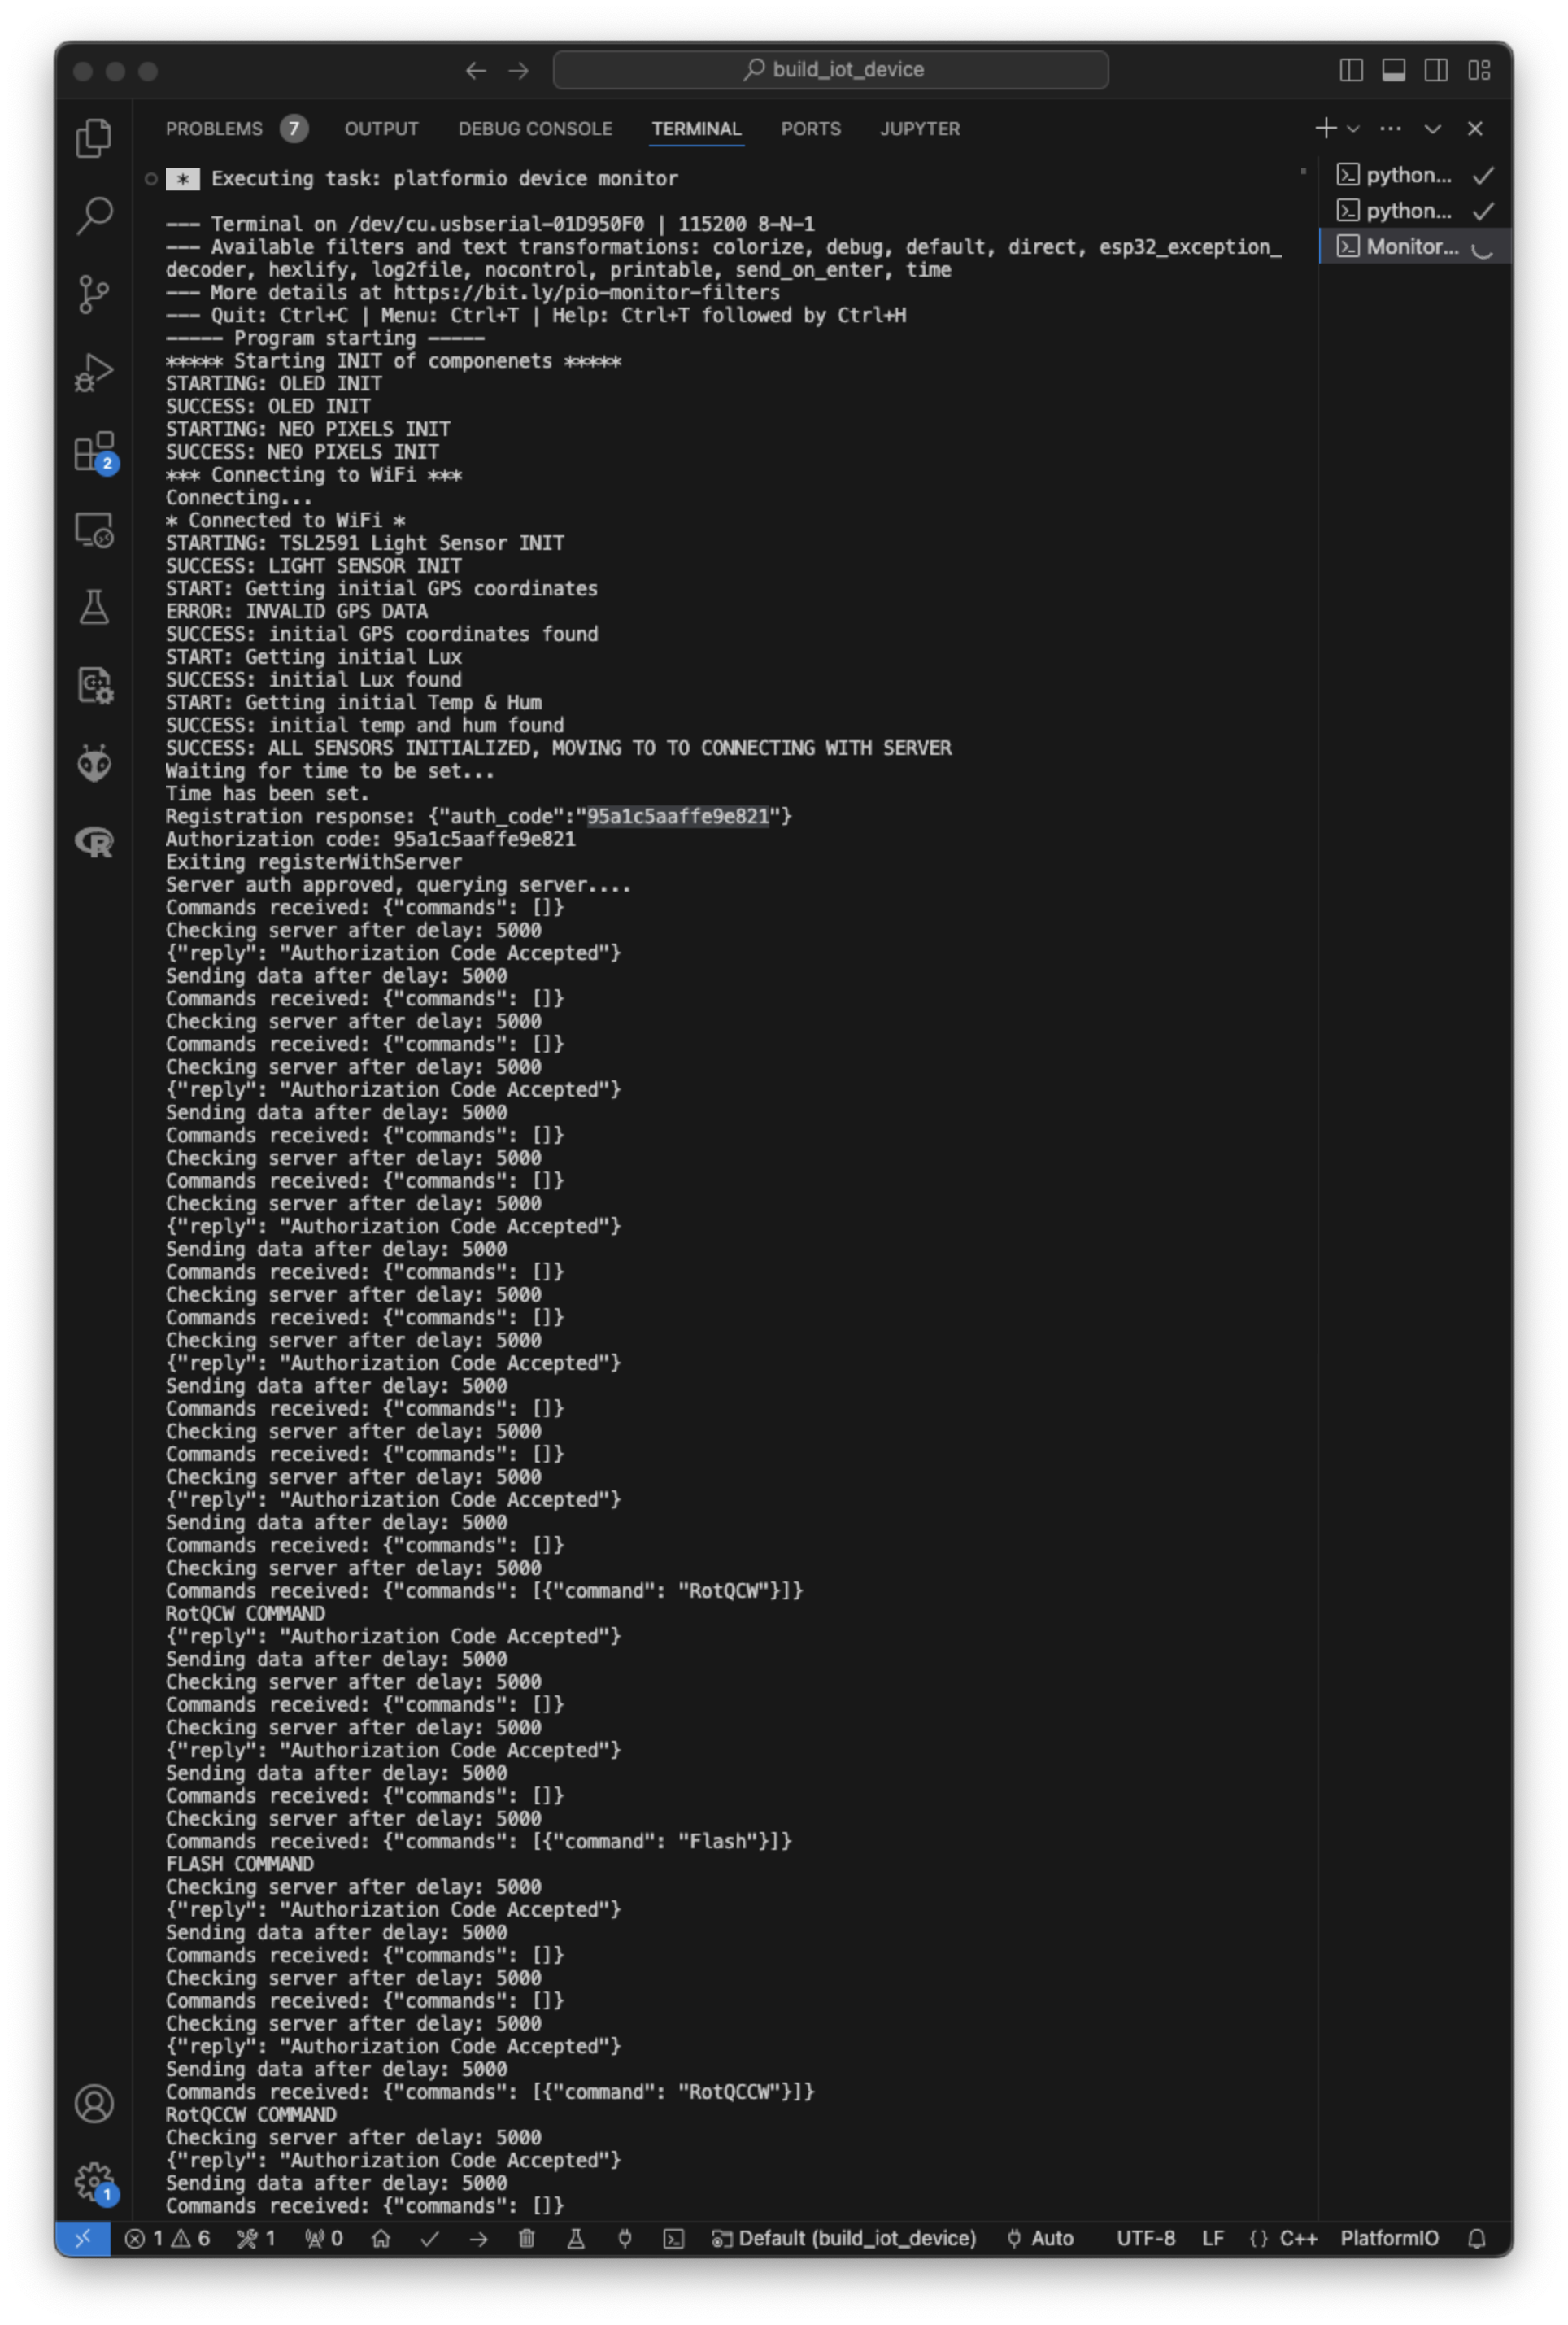 build_iot_device
PROBLEMS 7 OUTPUT DEBUG CONSOLE TERMINAL PORTS JUPYTER
* Executing task: platformio device monitor
python...
python...
Monitor...
--- Terminal on /dev/cu.usbserial-01D950F0 | 115200 8-N-1
--- Available filters and text transformations: colorize, debug, default, direct, esp32_exception_
decoder, hexlify, log2file, nocontrol, printable, send_on_enter, time
--- More details at https://bit.ly/pio-monitor-filters
--- Quit: Ctrl+C | Menu: Ctrl+T | Help: Ctrl+T followed by Ctrl+H
----- Program starting -----
***** Starting INIT of componenets *****
STARTING: OLED INIT
SUCCESS: OLED INIT
STARTING: NEO PIXELS INIT
SUCCESS: NEO PIXELS INIT
*** Connecting to WiFi ***
Connecting...
* Connected to WiFi *
STARTING: TSL2591 Light Sensor INIT
SUCCESS: LIGHT SENSOR INIT
START: Getting initial GPS coordinates
ERROR: INVALID GPS DATA
SUCCESS: initial GPS coordinates found
START: Getting initial Lux
SUCCESS: initial Lux found
START: Getting initial Temp & Hum
SUCCESS: initial temp and hum found
SUCCESS: ALL SENSORS INITIALIZED, MOVING TO TO CONNECTING WITH SERVER
Waiting for time to be set...
Time has been set.
Registration response: {"auth_code":"95a1c5aaffe9e821"}
Authorization code: 95a1c5aaffe9e821
Exiting registerWithServer
Server auth approved, querying server....
Commands received: {"commands": []}
Checking server after delay: 5000
{"reply": "Authorization Code Accepted"}
Sending data after delay: 5000
Commands received: {"commands": []}
Checking server after delay: 5000
Commands received: {"commands": []}
Checking server after delay: 5000
{"reply": "Authorization Code Accepted"}
Sending data after delay: 5000
Commands received: {"commands": []}
Checking server after delay: 5000
Commands received: {"commands": []}
Checking server after delay: 5000
{"reply": "Authorization Code Accepted"}
Sending data after delay: 5000
Commands received: {"commands": []}
Checking server after delay: 5000
Commands received: {"commands": []}
Checking server after delay: 5000
{"reply": "Authorization Code Accepted"}
Sending data after delay: 5000
Commands received: {"commands": []}
Checking server after delay: 5000
Commands received: {"commands": []}
Checking server after delay: 5000
{"reply": "Authorization Code Accepted"}
Sending data after delay: 5000
Commands received: {"commands": []}
Checking server after delay: 5000
Commands received: {"commands": [{"command": "RotQCW"}]}
RotQCW COMMAND
{"reply": "Authorization Code Accepted"}
Sending data after delay: 5000
Checking server after delay: 5000
Commands received: {"commands": []}
Checking server after delay: 5000
{"reply": "Authorization Code Accepted"}
Sending data after delay: 5000
Commands received: {"commands": []}
Checking server after delay: 5000
Commands received: {"commands": [{"command": "Flash"}]}
FLASH COMMAND
Checking server after delay: 5000
{"reply": "Authorization Code Accepted"}
Sending data after delay: 5000
Commands received: {"commands": []}
Checking server after delay: 5000
Commands received: {"commands": []}
Checking server after delay: 5000
{"reply": "Authorization Code Accepted"}
Sending data after delay: 5000
Commands received: {"commands": [{"command": "RotQCCW"}]}
RotQCCW COMMAND
Checking server after delay: 5000
{"reply": "Authorization Code Accepted"}
Sending data after delay: 5000
Commands received: {"commands": []}
2
1
1 6 1 0 Default (build_iot_device) Auto UTF-8 LF {} C++ PlatformIO